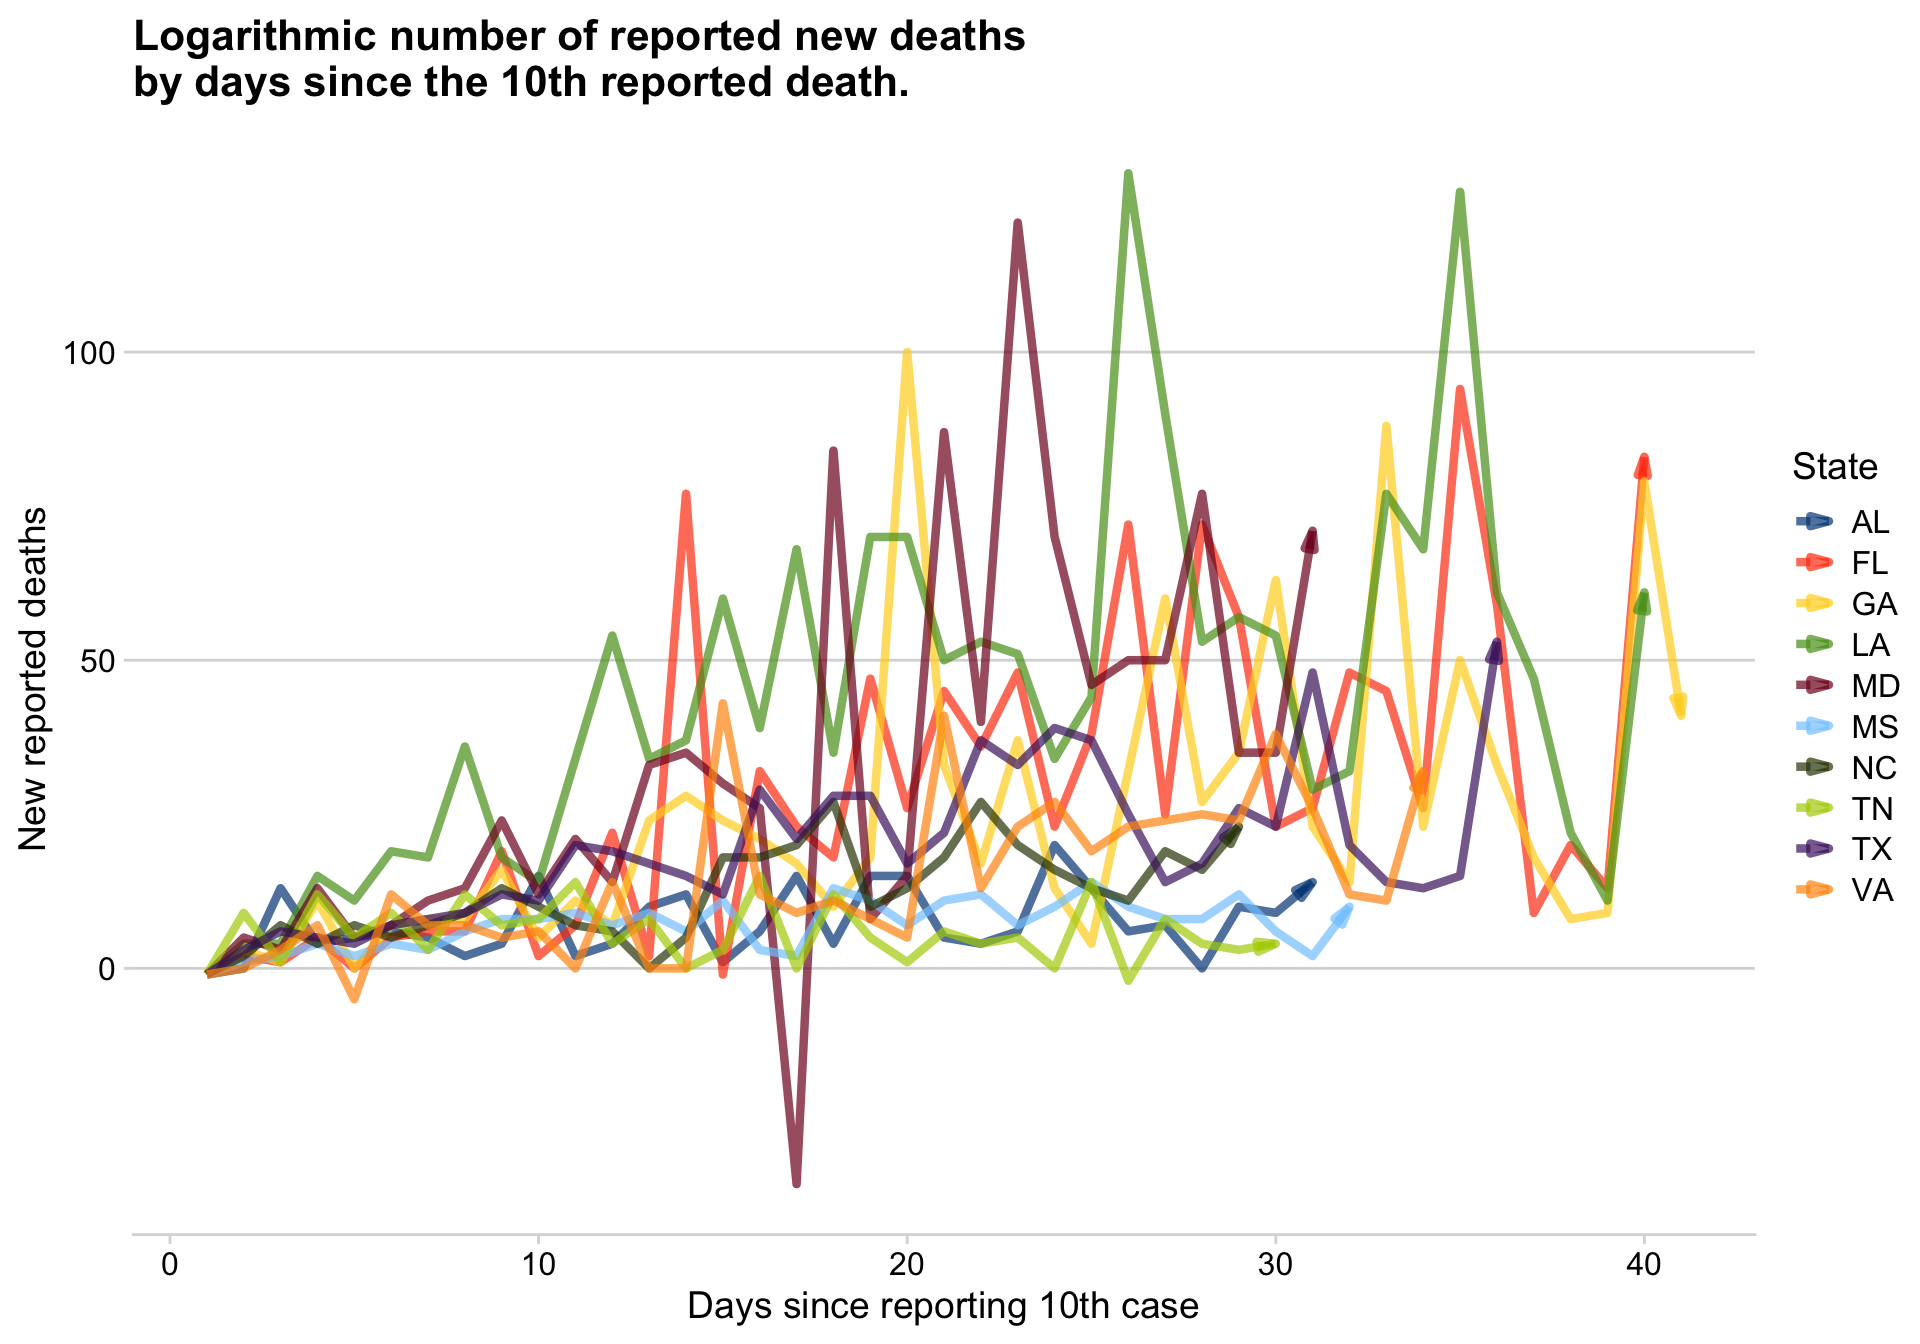 Logarithmic number of reported new deaths
by days since the 10th reported death.
100
50
0
New reported deaths
0
10
20
30
40
Days since reporting 10th case
State
AL
FL
GA
LA
MD
MS
NC
TN
TX
VA